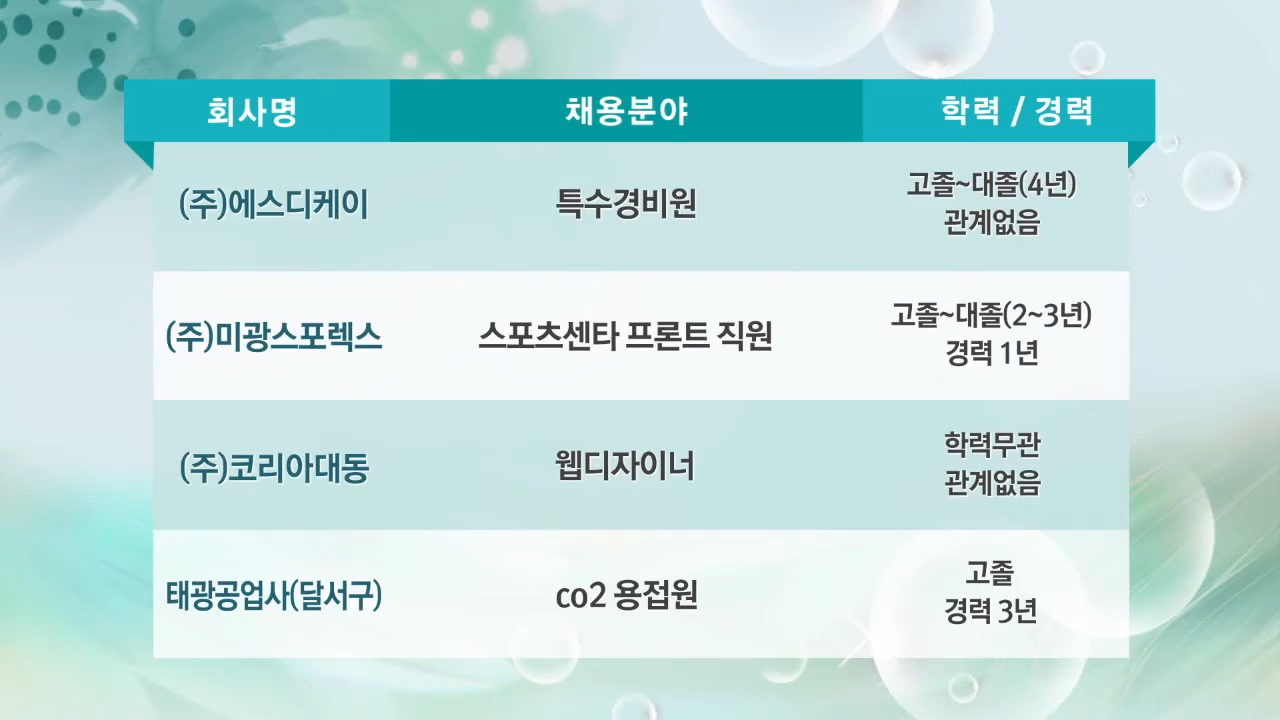 회사명 채용분야 학력 / 경력
(주)에스디케이 특수경비원 고졸~대졸(4년)
관계없음
(주)미광스포렉스 스포츠센타 프론트 직원 고졸~대졸(2~3년)
경력 1년
(주)코리아대동 웹디자이너 학력무관
관계없음
태광공업사(달서구) co2 용접원 고졸
경력 3년